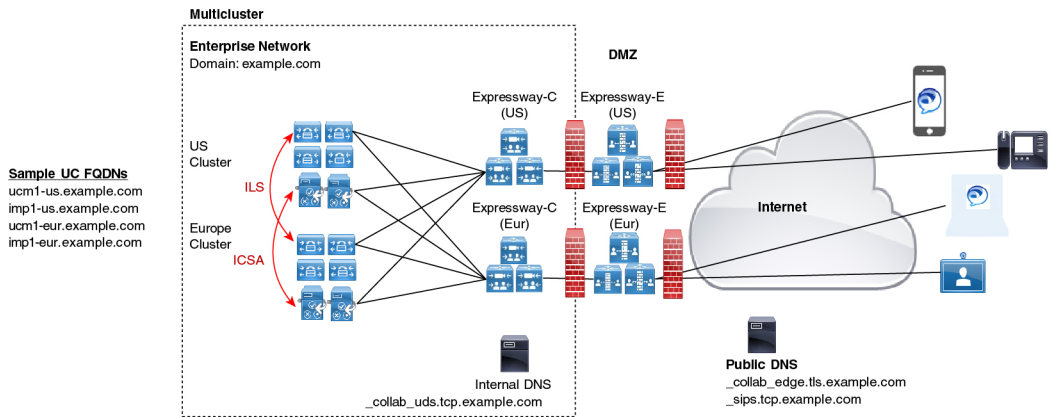 Multicluster
Enterprise Network
Domain: example.com
DMZ
Expressway-C
(US)
Expressway-E
(US)
US
Cluster
Sample UC FQDNs
ucm1-us.example.com
imp1-us.example.com
ucm1-eur.example.com
imp1-eur.example.com
ILS
Europe
Cluster
ICSA
Expressway-C
(Eur)
Expressway-E
(Eur)
Internet
Internal DNS
_collab_uds.tcp.example.com
Public DNS
_collab_edge.tls.example.com
_sips.tcp.example.com